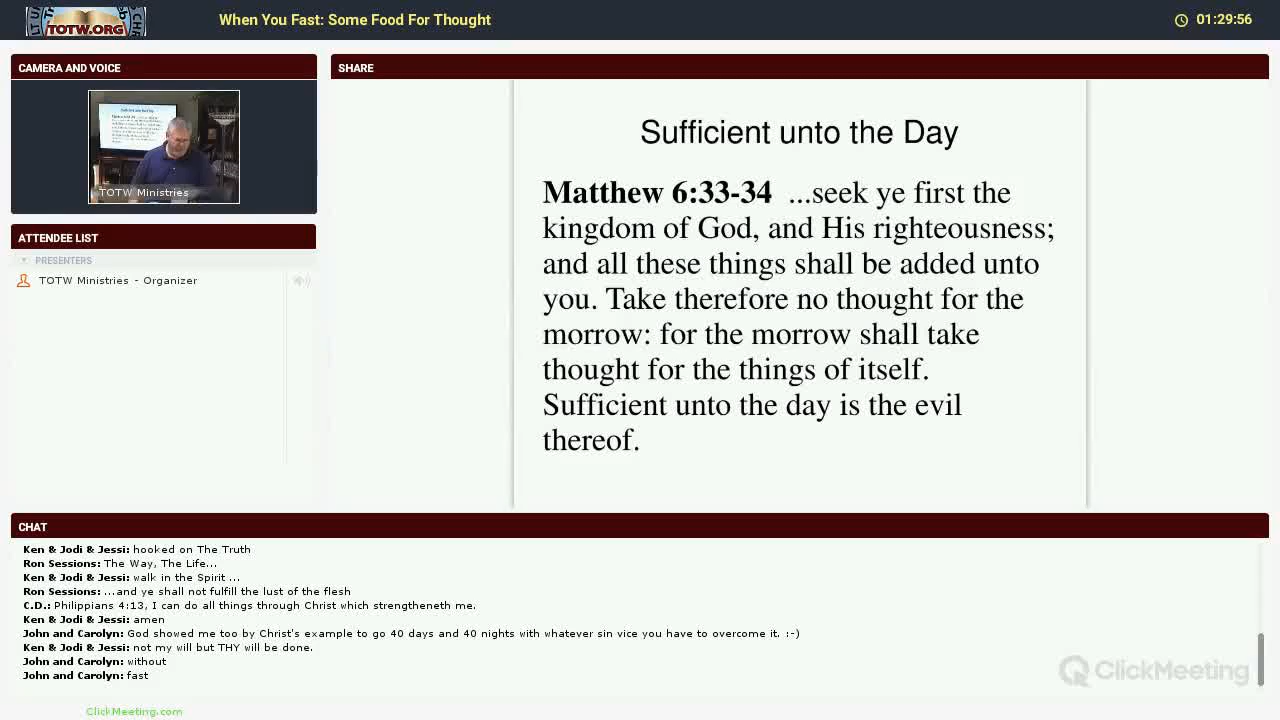 TOTW.ORG
When You Fast: Some Food For Thought
01:29:56
CAMERA AND VOICE
TOTW Ministries
ATTENDEE LIST
PRESENTERS
TOTW Ministries - Organizer
SHARE
Sufficient unto the Day
Matthew 6:33-34 ...seek ye first the
kingdom of God, and His righteousness;
and all these things shall be added unto
you. Take therefore no thought for the
morrow: for the morrow shall take
thought for the things of itself.
Sufficient unto the day is the evil
thereof.
CHAT
Ken & Jodi & Jessi: hooked on The Truth
Ron Sessions: The Way, The Life...
Ken & Jodi & Jessi: walk in the Spirit ...
Ron Sessions: ...and ye shall not fulfill the lust of the flesh
C.D.: Philippians 4:13, I can do all things through Christ which strengtheneth me.
Ken & Jodi & Jessi: amen
John and Carolyn: God showed me too by Christ's example to go 40 days and 40 nights with whatever sin vice you have to overcome it. :-)
Ken & Jodi & Jessi: not my will but THY will be done.
John and Carolyn: without
John and Carolyn: fast
ClickMeeting
ClickMeeting.com